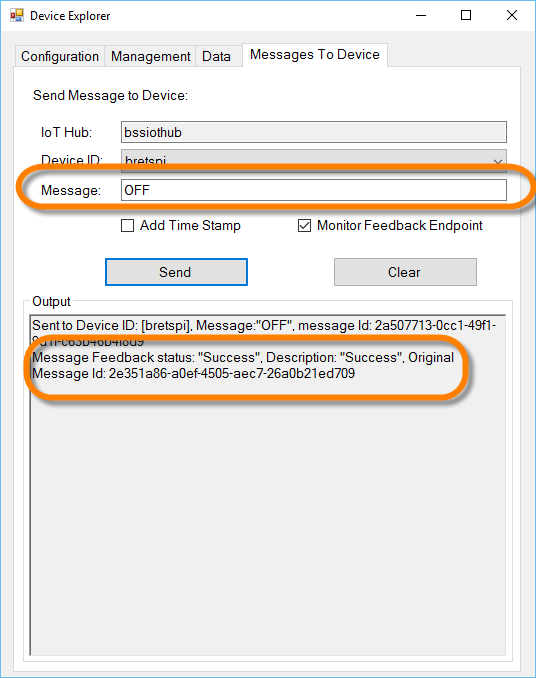 Device Explorer
Configuration Management Data Messages To Device
Send Message to Device:
IoT Hub: bssiothub
Device ID: bretspi
Message: OFF
Add Time Stamp Monitor Feedback Endpoint
Send Clear
Output
Sent to Device ID: [bretspi], Message:"OFF", message Id: 2a507713-0cc1-49f1-
Message Feedback status: "Success", Description: "Success", Original
Message Id: 2e351a86-a0ef-4505-aec7-26a0b21ed709